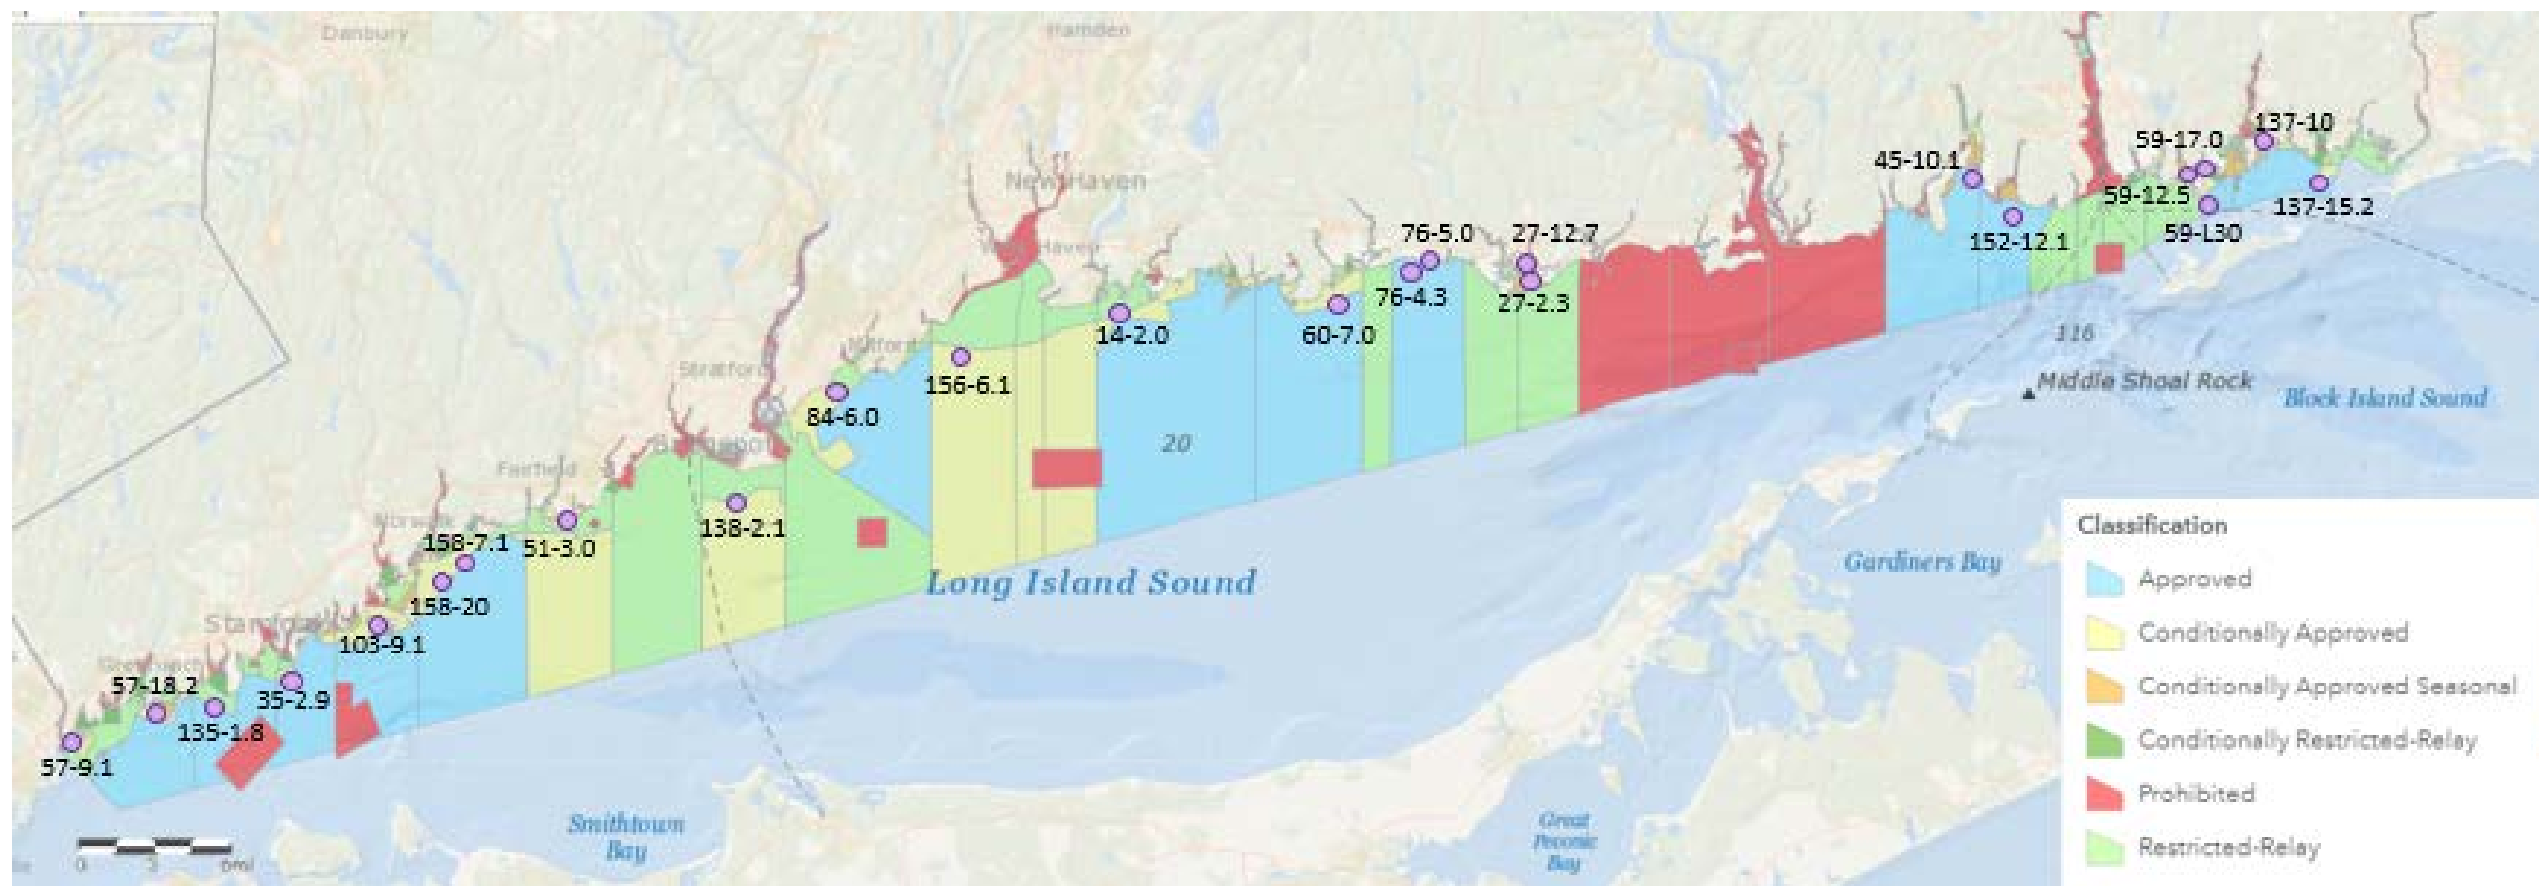 Danbury
Hamden
New Haven
137-10
59-17.0
45-10.1
59-12.5
137-15.2
76-5.0
27-12.7
59-L30
152-12.1
76-4.3
27-2.3
14-2.0
60-7.0
116
Milford
Stratford
156-6.1
Middle Shoal Rock
Block Island Sound
84-6.0
20
Fairfield
138-2.1
158-7.1
51-3.0
Classification
Long Island Sound
Gardiners Bay
Approved
158-20
Stamford
103-9.1
Conditionally Approved
Greenwich
57-18.2
35-2.9
Conditionally Approved Seasonal
135-1.8
Conditionally Restricted-Relay
57-9.1
Prohibited
Smithtown
Bay
Great
Peconic
Bay
Restricted-Relay
0
6mi